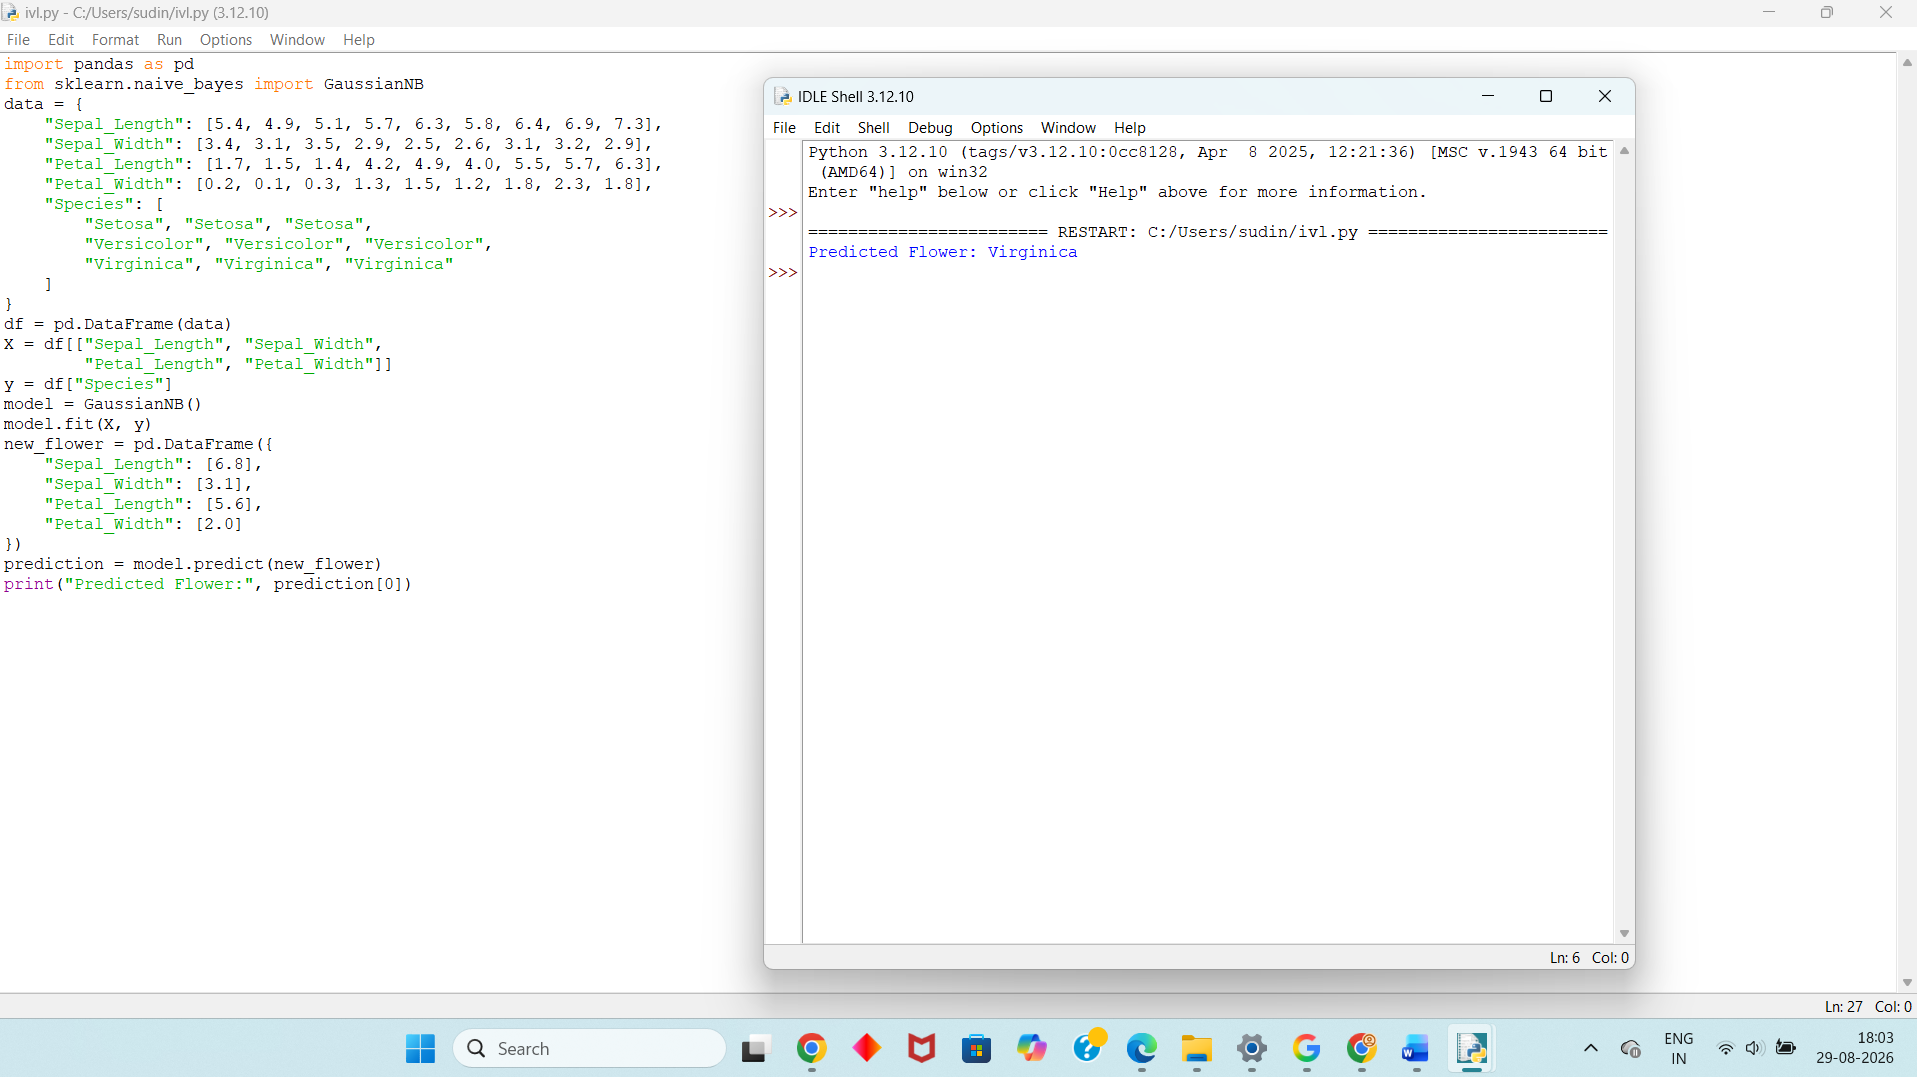 ivl.py - C:/Users/sudin/ivl.py (3.12.10)
File Edit Format Run Options Window Help
import pandas as pd
from sklearn.naive_bayes import GaussianNB
data = {
    "Sepal_Length": [5.4, 4.9, 5.1, 5.7, 6.3, 5.8, 6.4, 6.9, 7.3],
    "Sepal_Width": [3.4, 3.1, 3.5, 2.9, 2.5, 2.6, 3.1, 3.2, 2.9],
    "Petal_Length": [1.7, 1.5, 1.4, 4.2, 4.9, 4.0, 5.5, 5.7, 6.3],
    "Petal_Width": [0.2, 0.1, 0.3, 1.3, 1.5, 1.2, 1.8, 2.3, 1.8],
    "Species": [
        "Setosa", "Setosa", "Setosa",
        "Versicolor", "Versicolor", "Versicolor",
        "Virginica", "Virginica", "Virginica"
    ]
}
df = pd.DataFrame(data)
X = df[["Sepal_Length", "Sepal_Width",
        "Petal_Length", "Petal_Width"]]
y = df["Species"]
model = GaussianNB()
model.fit(X, y)
new_flower = pd.DataFrame({
    "Sepal_Length": [6.8],
    "Sepal_Width": [3.1],
    "Petal_Length": [5.6],
    "Petal_Width": [2.0]
})
prediction = model.predict(new_flower)
print("Predicted Flower:", prediction[0])
IDLE Shell 3.12.10
File Edit Shell Debug Options Window Help
Python 3.12.10 (tags/v3.12.10:0cc8128, Apr  8 2025, 12:21:36) [MSC v.1943 64 bit
 (AMD64)] on win32
Enter "help" below or click "Help" above for more information.
>>>
======================== RESTART: C:/Users/sudin/ivl.py ========================
Predicted Flower: Virginica
>>>
Ln: 6 Col: 0
Ln: 27 Col: 0
Search
ENG
IN
18:03
29-08-2026